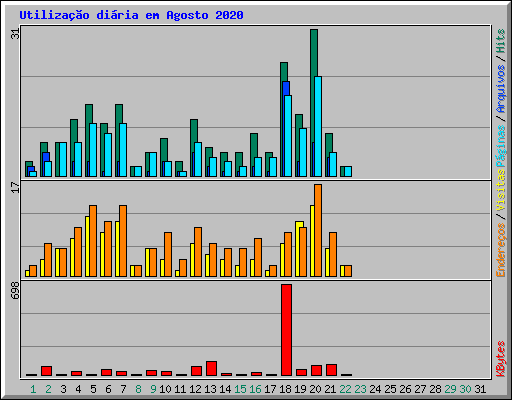 Utilização diária em Agosto 2020
31
17
698
Endereços / Visitas Páginas / Arquivos / Hits
KBytes
1 2 3 4 5 6 7 8 9 10 11 12 13 14 15 16 17 18 19 20 21 22 23 24 25 26 27 28 29 30 31